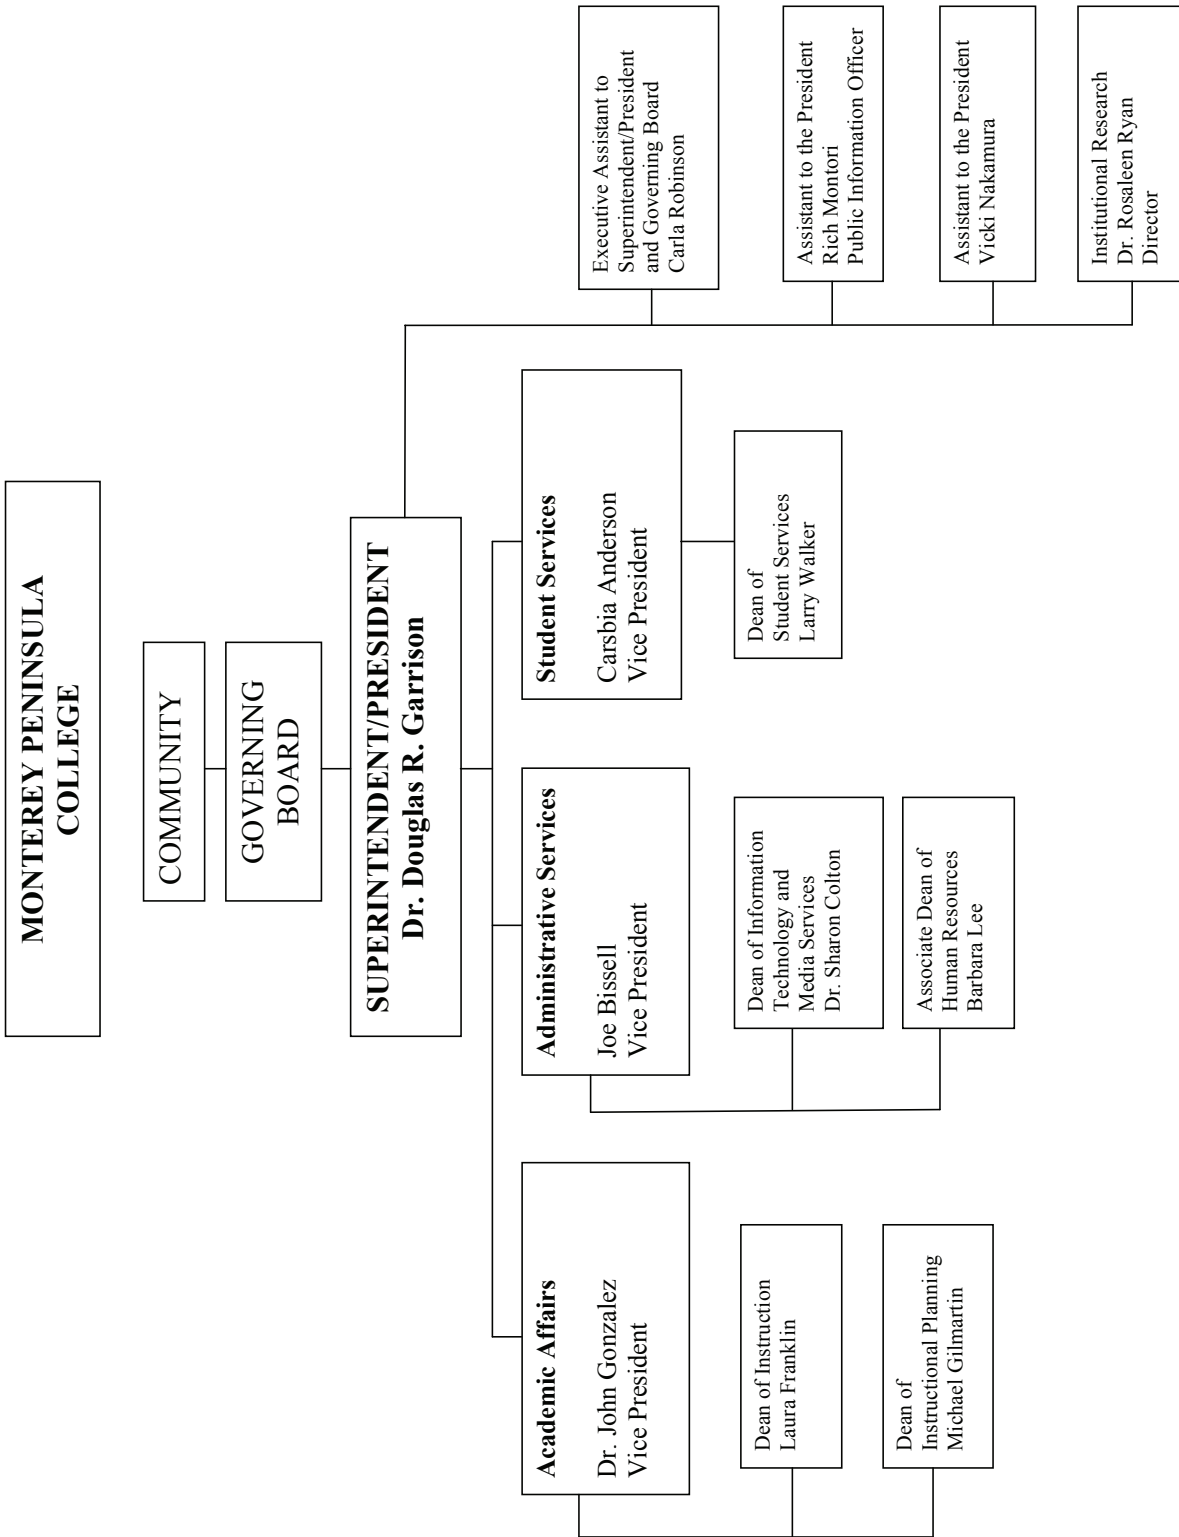 MONTEREY PENINSULA
COLLEGE
COMMUNITY
GOVERNING
BOARD
SUPERINTENDENT/PRESIDENT
Dr. Douglas R. Garrison
Academic Affairs
Dr. John Gonzalez
Vice President
Dean of Instruction
Laura Franklin
Dean of
Instructional Planning
Michael Gilmartin
Administrative Services
Joe Bissell
Vice President
Dean of Information
Technology and
Media Services
Dr. Sharon Colton
Associate Dean of
Human Resources
Barbara Lee
Student Services
Carsbia Anderson
Vice President
Dean of
Student Services
Larry Walker
Executive Assistant to
Superintendent/President
and Governing Board
Carla Robinson
Assistant to the President
Rich Montori
Public Information Officer
Assistant to the President
Vicki Nakamura
Institutional Research
Dr. Rosaleen Ryan
Director